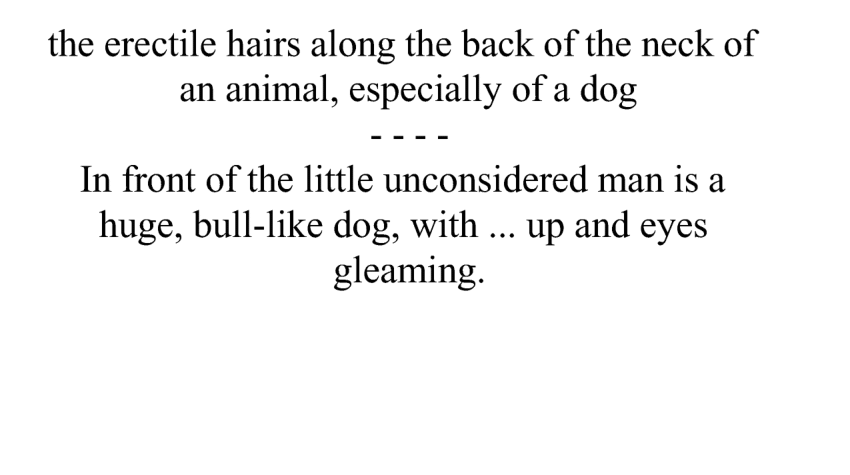 the erectile hairs along the back of the neck of
an animal, especially of a dog
- - - -
In front of the little unconsidered man is a
huge, bull-like dog, with ... up and eyes
gleaming.